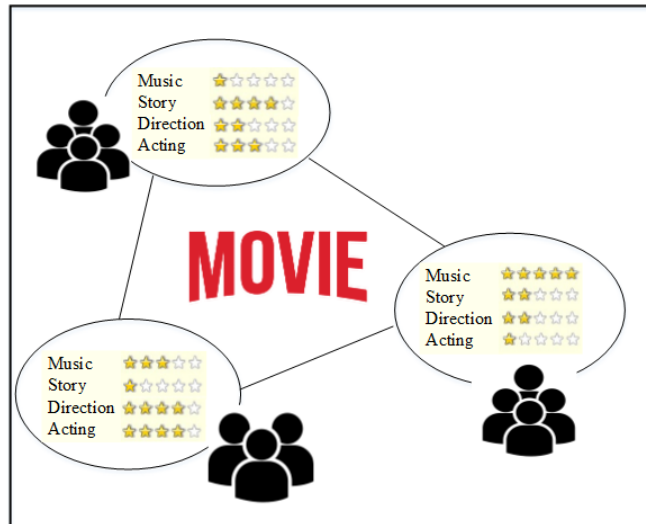 Music
Story
Direction
Acting
MOVIE
Music
Story
Direction
Acting
Music
Story
Direction
Acting